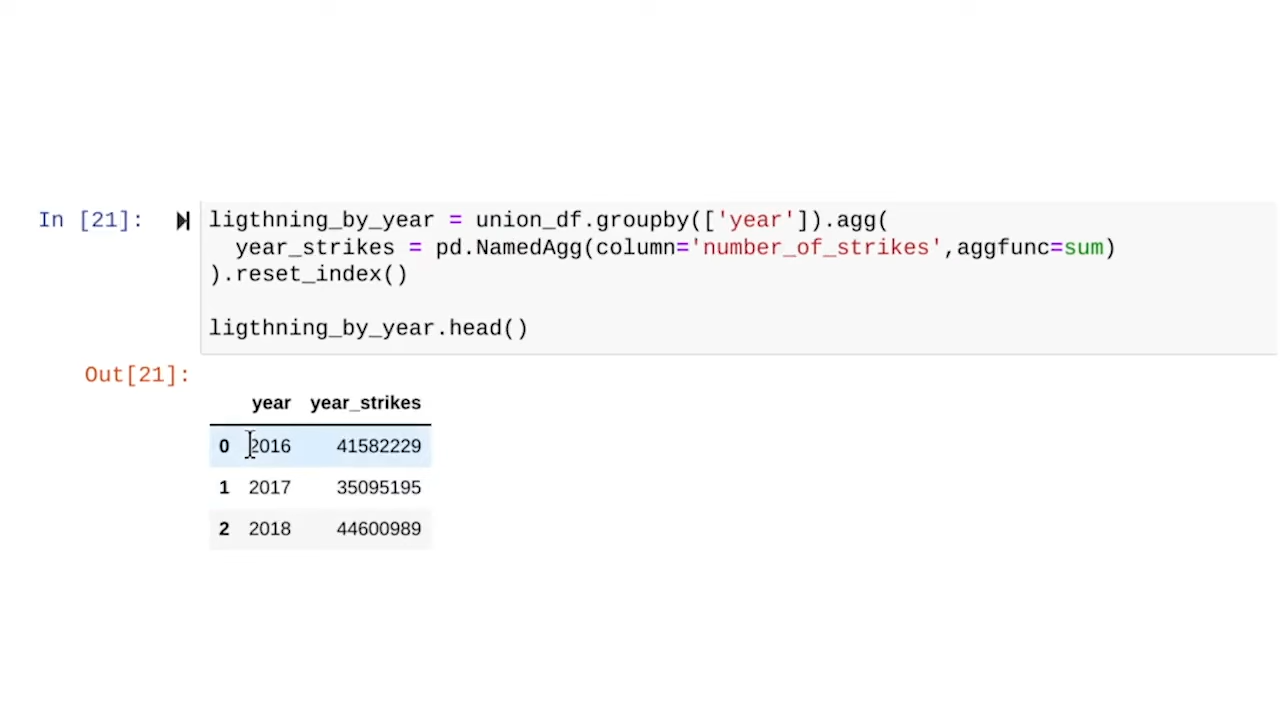 In [21]: ligthning_by_year = union_df.groupby(['year']).agg(
year_strikes = pd.NamedAgg(column='number_of_strikes',aggfunc=sum)
).reset_index()
ligthning_by_year.head()
Out[21]:
year year_strikes
0 2016 41582229
1 2017 35095195
2 2018 44600989